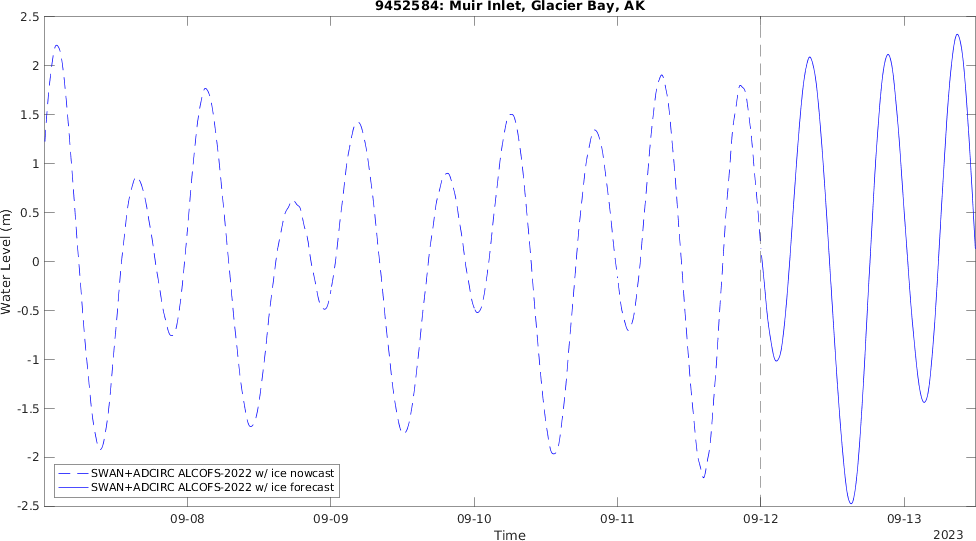 9452584: Muir Inlet, Glacier Bay, AK
2.5
2
1.5
1
0.5
0
-0.5
-1
-1.5
-2
-2.5
Water Level (m)
SWAN+ADCIRC ALCOFS-2022 w/ ice nowcast
SWAN+ADCIRC ALCOFS-2022 w/ ice forecast
09-08 09-09 09-10 09-11 09-12 09-13
Time
2023